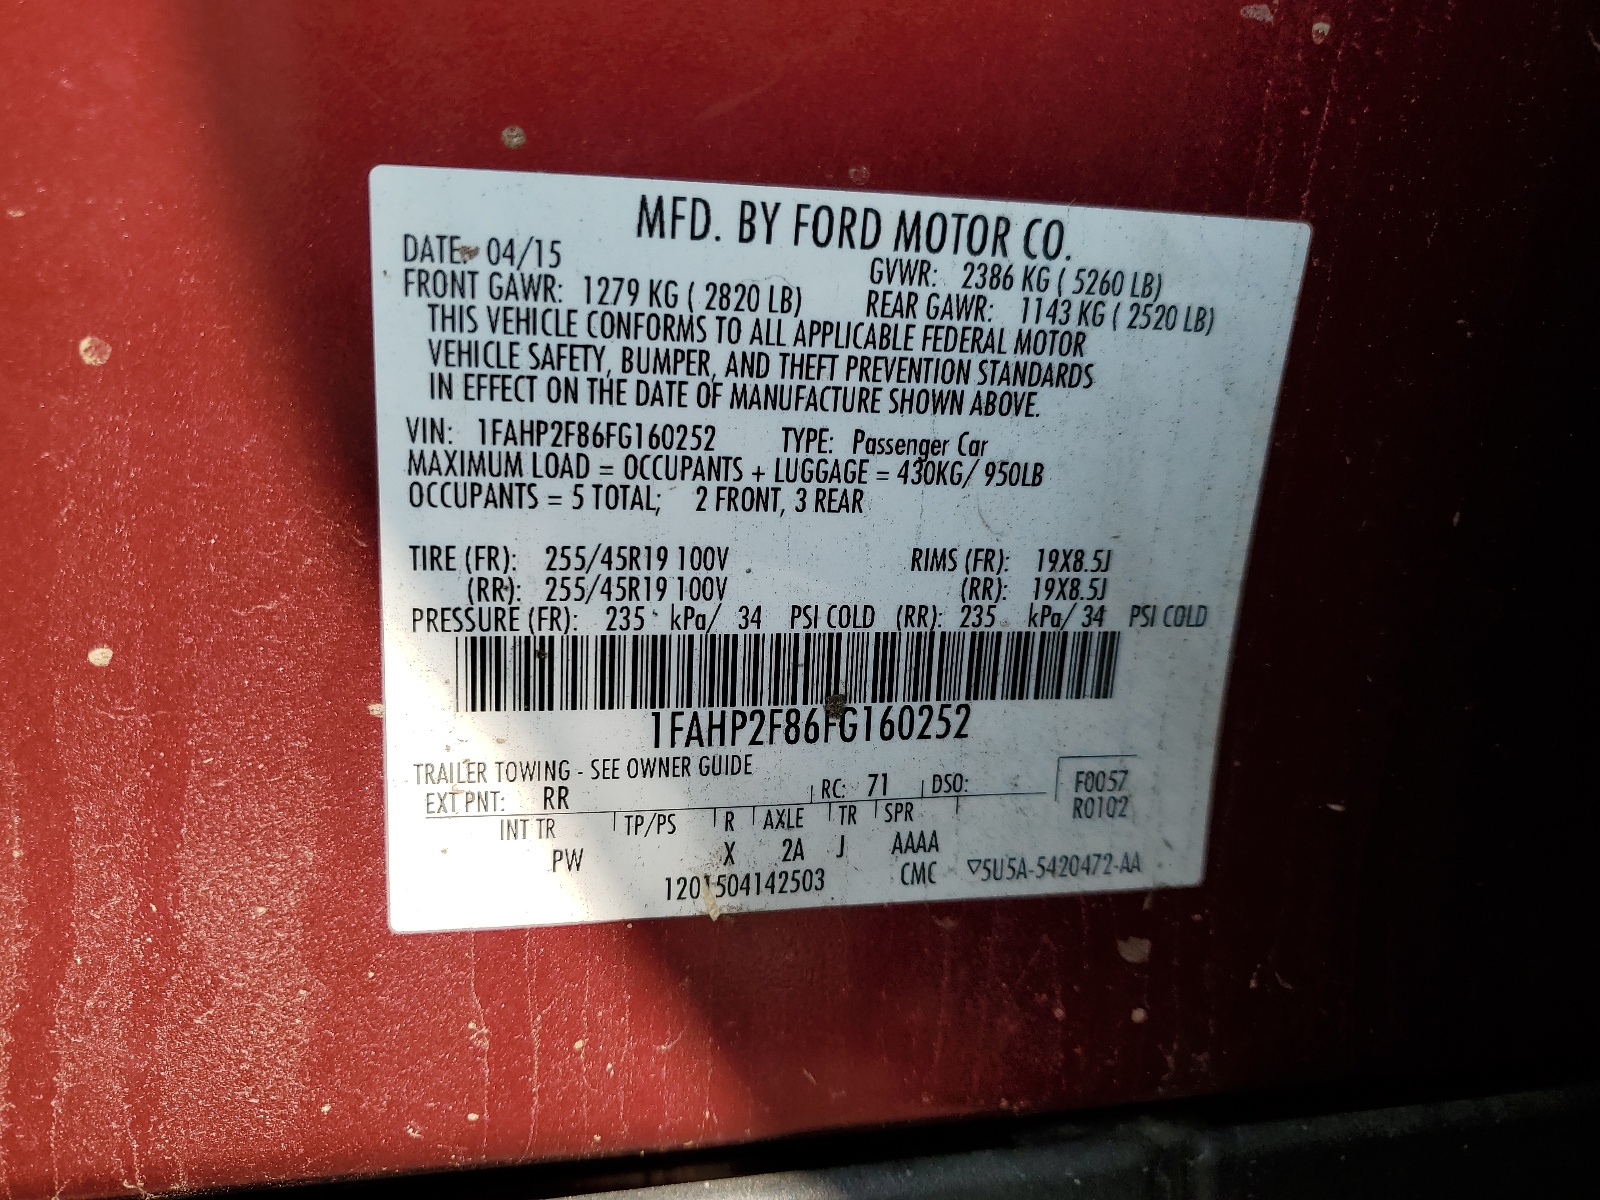 MFD. BY FORD MOTOR CO.
DATE: 04/15
GVWR: 2386 KG ( 5260 LB)
FRONT GAWR: 1279 KG ( 2820 LB) REAR GAWR: 1143 KG ( 2520 LB)
THIS VEHICLE CONFORMS TO ALL APPLICABLE FEDERAL MOTOR
VEHICLE SAFETY, BUMPER, AND THEFT PREVENTION STANDARDS
IN EFFECT ON THE DATE OF MANUFACTURE SHOWN ABOVE.
VIN: 1FAHP2F86FG160252 TYPE: Passenger Car
MAXIMUM LOAD = OCCUPANTS + LUGGAGE = 430KG/ 950LB
OCCUPANTS = 5 TOTAL; 2 FRONT, 3 REAR
TIRE (FR): 255/45R19 100V RIMS (FR): 19X8.5J
(RR): 255/45R19 100V (RR): 19X8.5J
PRESSURE (FR): 235 kPa/ 34 PSI COLD (RR): 235 kPa/ 34 PSI COLD
1FAHP2F86FG160252
TRAILER TOWING - SEE OWNER GUIDE
EXT PNT: RR RC: 71 DSO: F0057
R0102
INT TR TP/PS R AXLE TR SPR
PW X 2A J AAAA
1201504142503 CMC ▽5U5A-5420472-AA